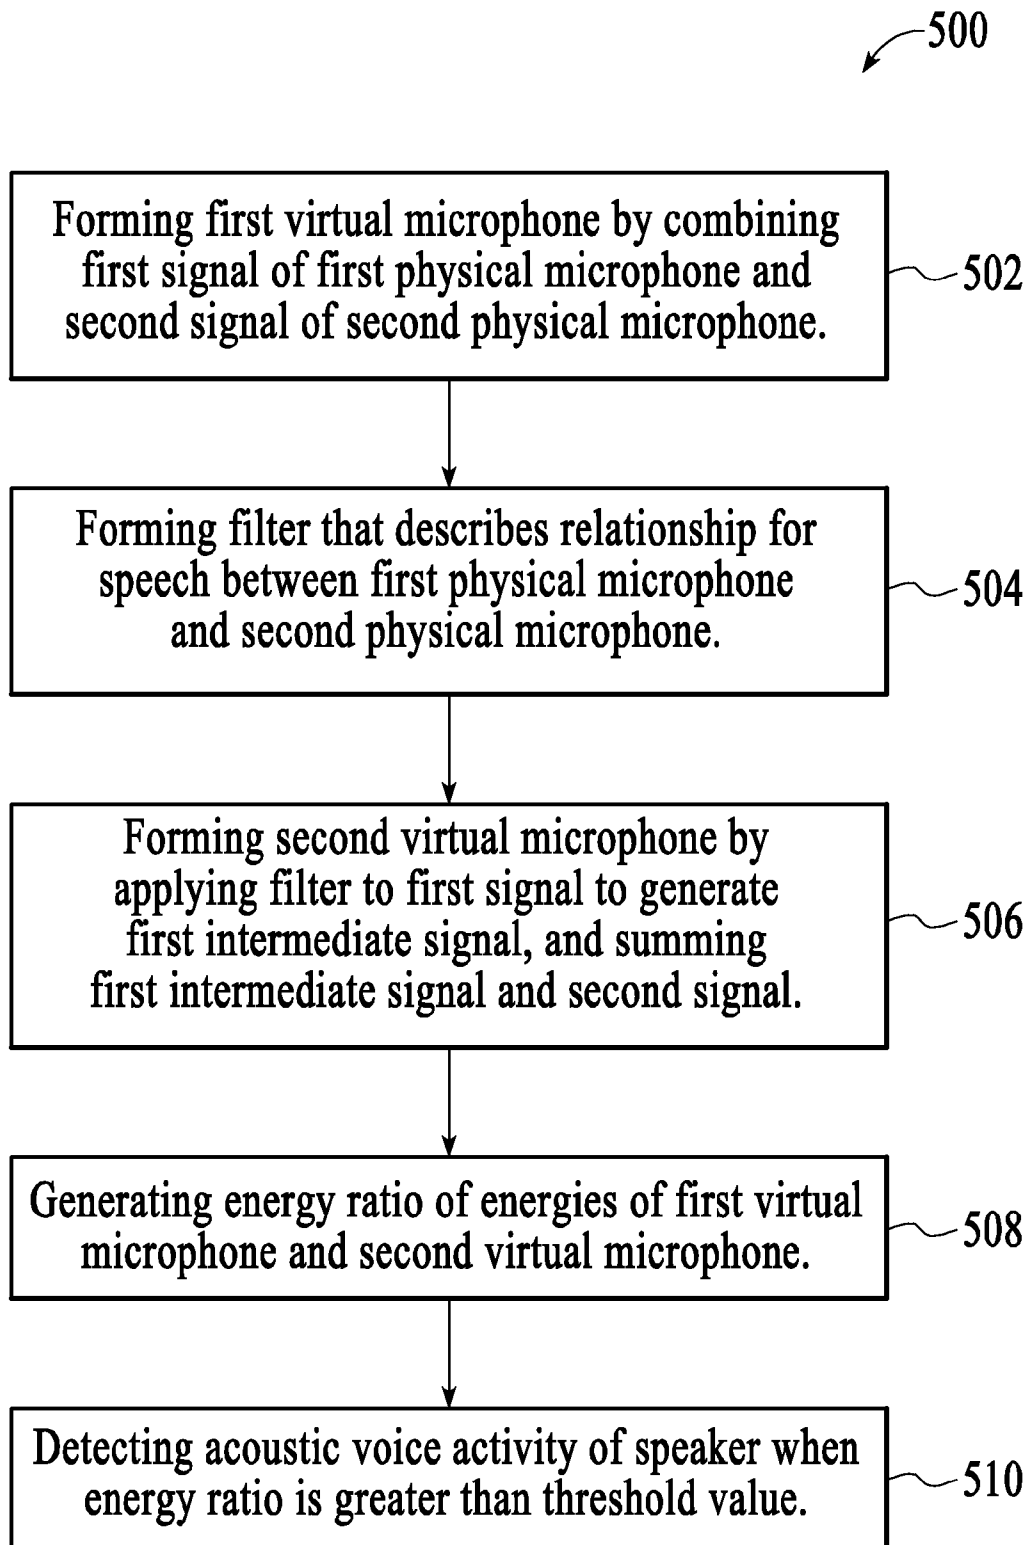 500
Forming first virtual microphone by combining
first signal of first physical microphone and
second signal of second physical microphone.
502
Forming filter that describes relationship for
speech between first physical microphone
and second physical microphone.
504
Forming second virtual microphone by
applying filter to first signal to generate
first intermediate signal, and summing
first intermediate signal and second signal.
506
Generating energy ratio of energies of first virtual
microphone and second virtual microphone.
508
Detecting acoustic voice activity of speaker when
energy ratio is greater than threshold value.
510